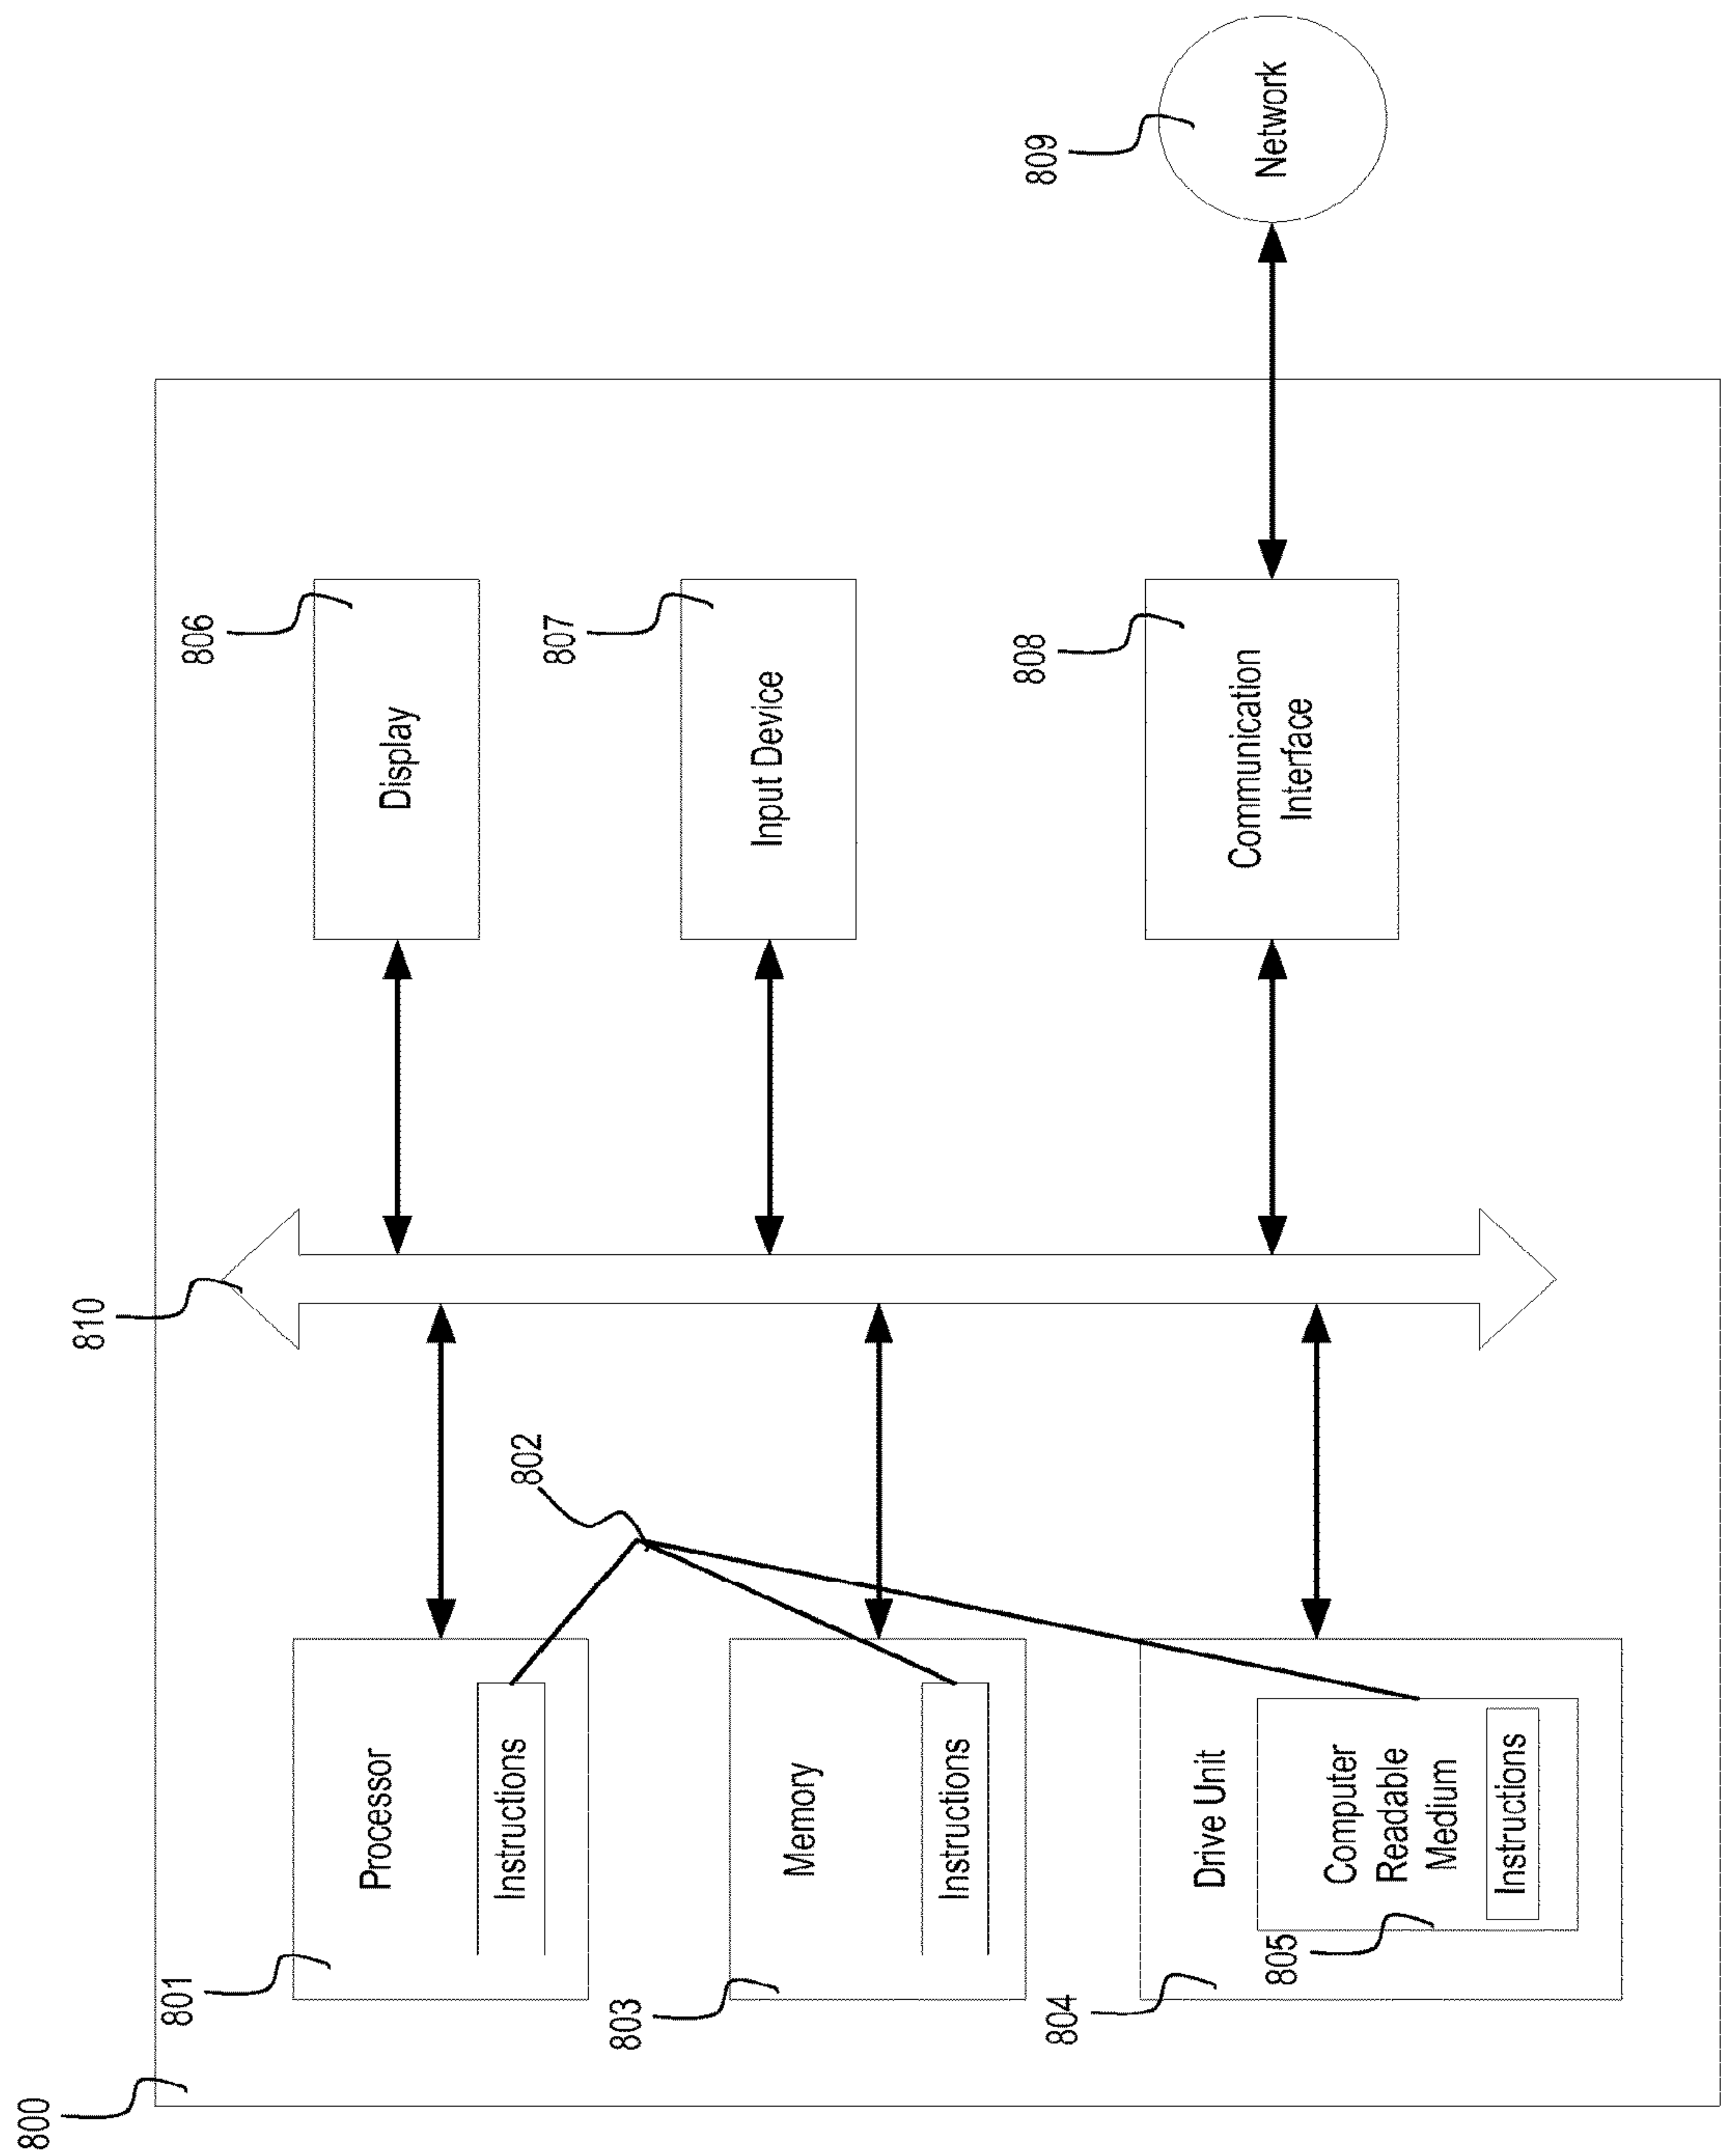 800
810
801
Processor
Instructions
802
803
Memory
Instructions
804
Drive Unit
805
Computer
Readable
Medium
Instructions
806
Display
807
Input Device
808
Communication
Interface
809
Network